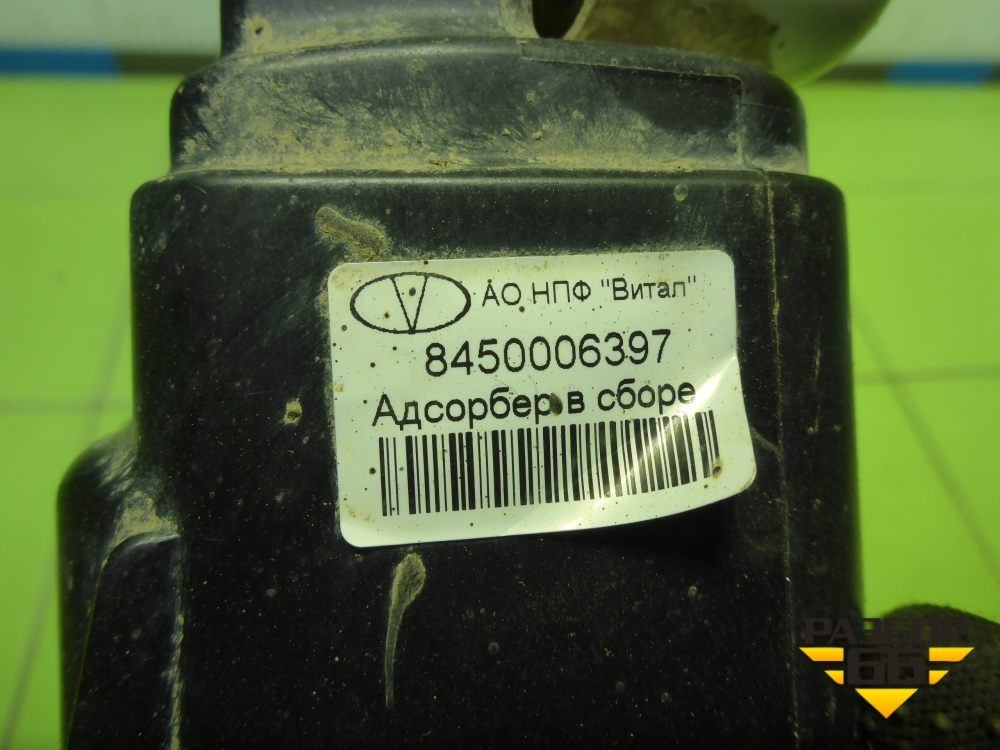 АО НПФ "Витал"
8450006397
Адсорбер в сборе
РАЗБОР
66